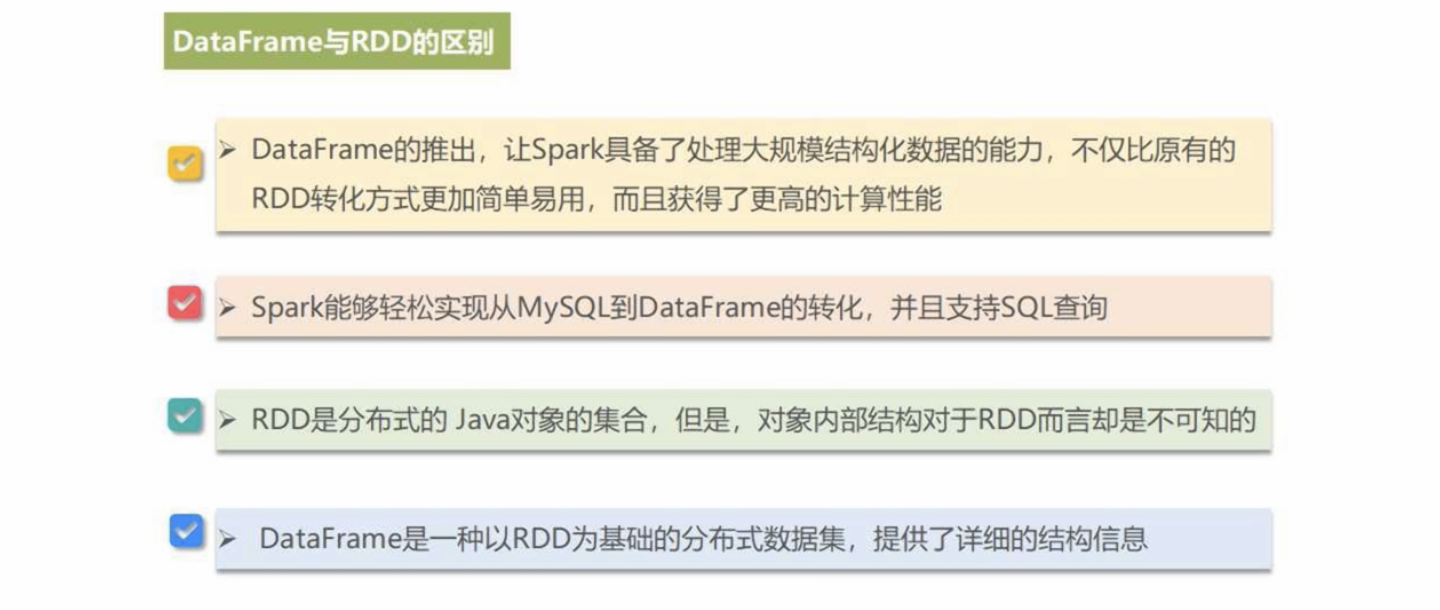 DataFrame与RDD的区别
➢ DataFrame的推出，让Spark具备了处理大规模结构化数据的能力，不仅比原有的
RDD转化方式更加简单易用，而且获得了更高的计算性能
➢ Spark能够轻松实现从MySQL到DataFrame的转化，并且支持SQL查询
➢ RDD是分布式的 Java对象的集合，但是，对象内部结构对于RDD而言却是不可知的
➢ DataFrame是一种以RDD为基础的分布式数据集，提供了详细的结构信息